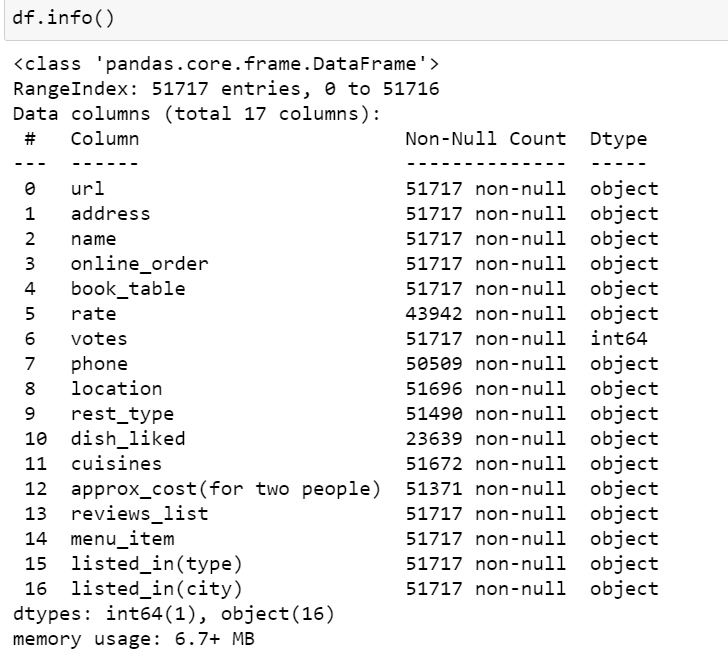 df.info()
<class 'pandas.core.frame.DataFrame'>
RangeIndex: 51717 entries, 0 to 51716
Data columns (total 17 columns):
 #   Column                       Non-Null Count  Dtype
---  ------                       --------------  -----
 0   url                          51717 non-null  object
 1   address                      51717 non-null  object
 2   name                         51717 non-null  object
 3   online_order                 51717 non-null  object
 4   book_table                   51717 non-null  object
 5   rate                         43942 non-null  object
 6   votes                        51717 non-null  int64
 7   phone                        50509 non-null  object
 8   location                     51696 non-null  object
 9   rest_type                    51490 non-null  object
 10  dish_liked                   23639 non-null  object
 11  cuisines                     51672 non-null  object
 12  approx_cost(for two people)  51371 non-null  object
 13  reviews_list                 51717 non-null  object
 14  menu_item                    51717 non-null  object
 15  listed_in(type)              51717 non-null  object
 16  listed_in(city)              51717 non-null  object
dtypes: int64(1), object(16)
memory usage: 6.7+ MB